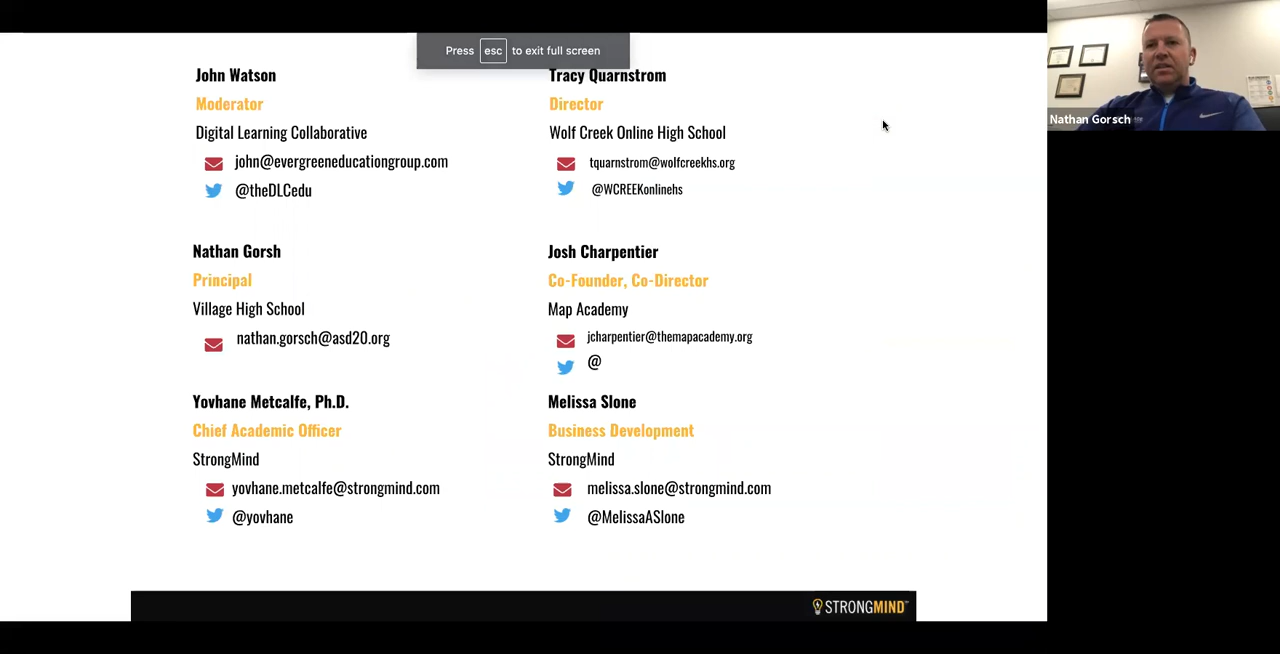 Press esc to exit full screen
John Watson
Moderator
Digital Learning Collaborative
john@evergreeneducationgroup.com
@theDLCedu
Tracy Quarnstrom
Director
Wolf Creek Online High School
tquarnstrom@wolfcreekhs.org
@WCREEKonlinehs
Nathan Gorsh
Principal
Village High School
nathan.gorsch@asd20.org
Josh Charpentier
Co-Founder, Co-Director
Map Academy
jcharpentier@themapacademy.org
@
Yovhane Metcalfe, Ph.D.
Chief Academic Officer
StrongMind
yovhane.metcalfe@strongmind.com
@yovhane
Melissa Slone
Business Development
StrongMind
melissa.slone@strongmind.com
@MelissaASlone
STRONGMIND
Nathan Gorsch